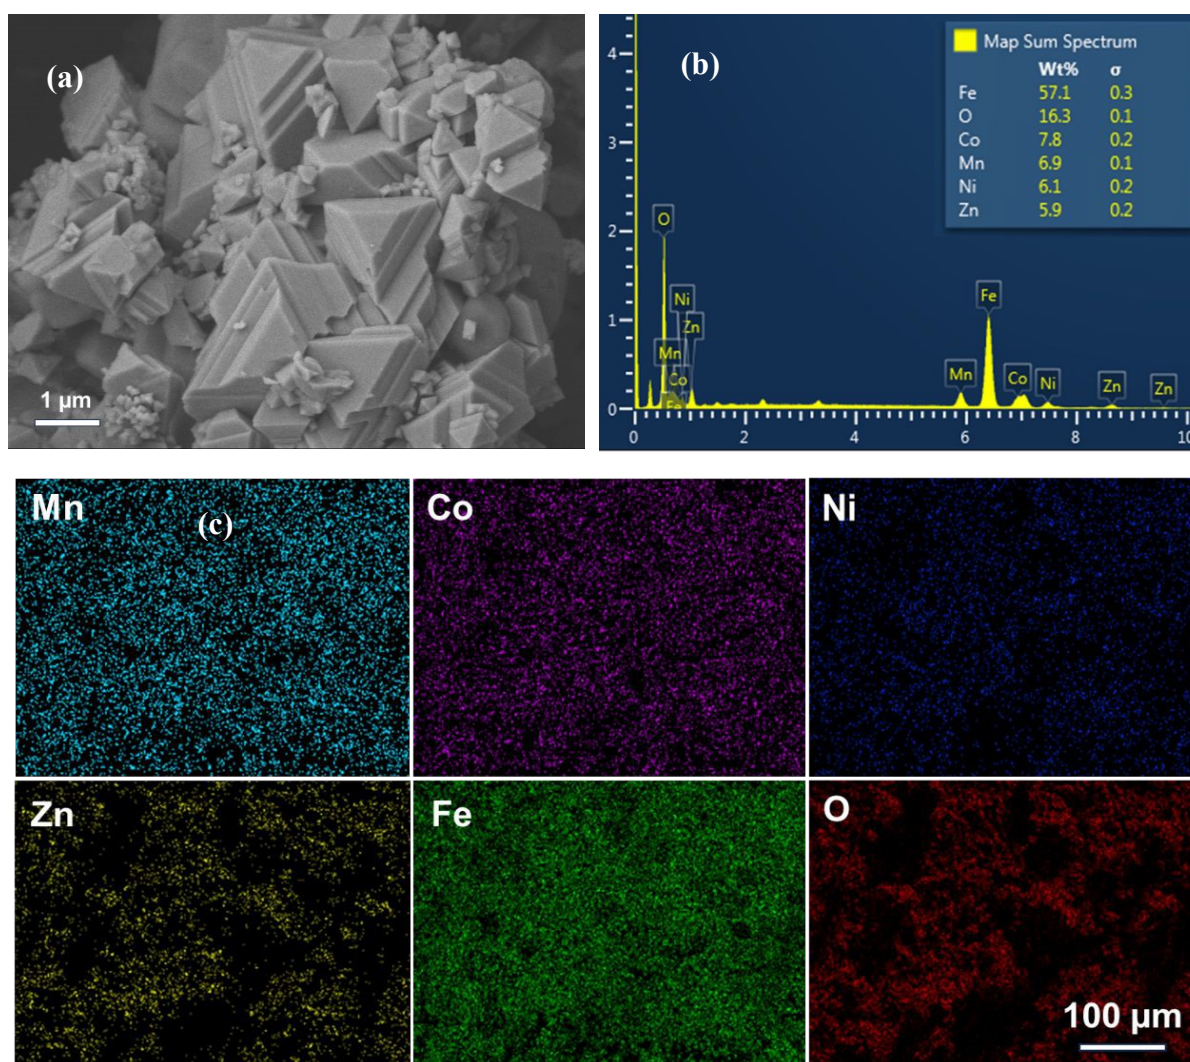 (a)
1 μm
(b)
Map Sum Spectrum
Wt% σ
Fe 57.1 0.3
O 16.3 0.1
Co 7.8 0.2
Mn 6.9 0.1
Ni 6.1 0.2
Zn 5.9 0.2
4
3
2
1
0
O
Ni
Zn
Mn
Co
Fe
Fe
Mn
Co
Ni
Zn
Zn
0 2 4 6 8 10
Mn
(c)
Co
Ni
Zn
Fe
O
100 μm